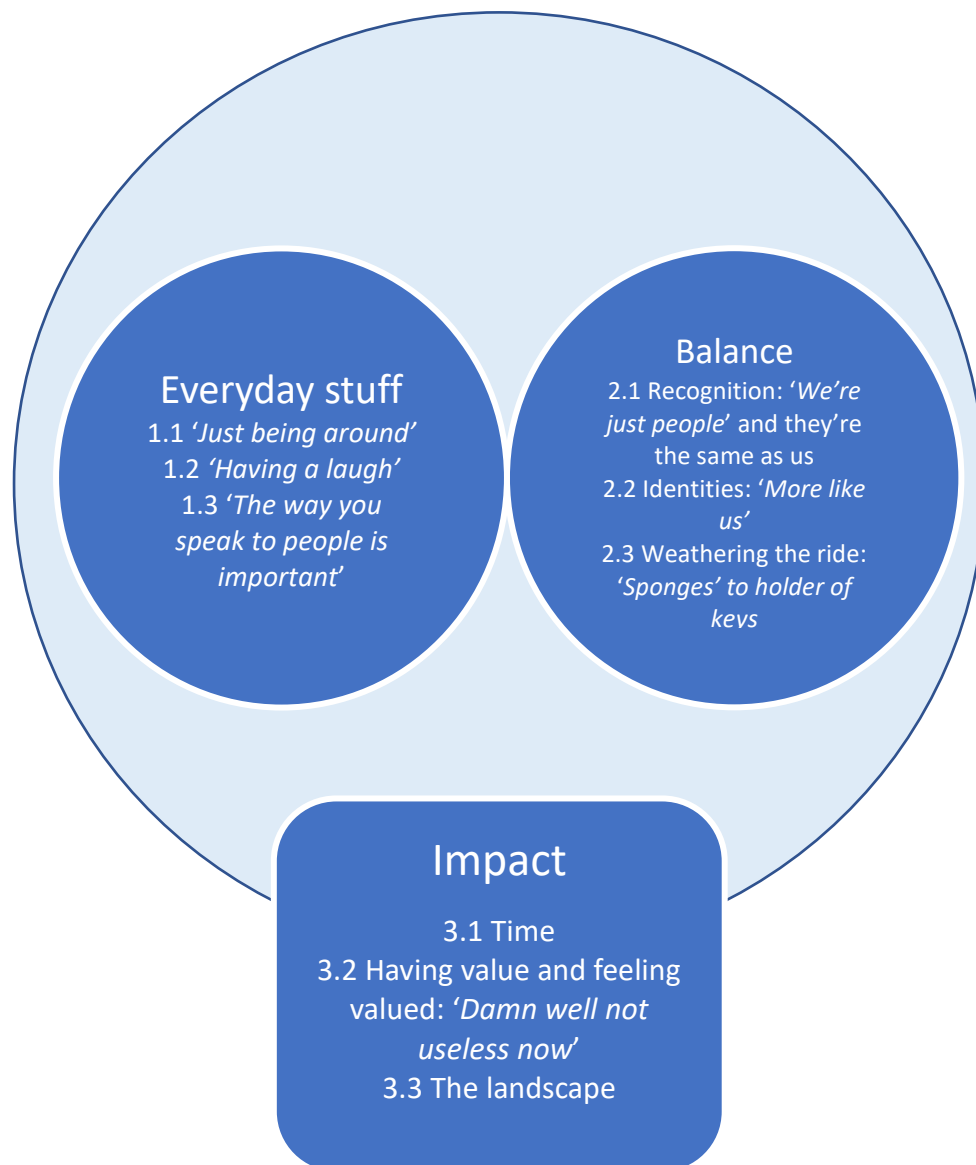 Everyday stuff
1.1 ‘Just being around’
1.2 ‘Having a laugh’
1.3 ‘The way you
speak to people is
important’
Balance
2.1 Recognition: ‘We’re
just people’ and they’re
the same as us
2.2 Identities: ‘More like
us’
2.3 Weathering the ride:
‘Sponges’ to holder of
keys
Impact
3.1 Time
3.2 Having value and feeling
valued: ‘Damn well not
useless now’
3.3 The landscape